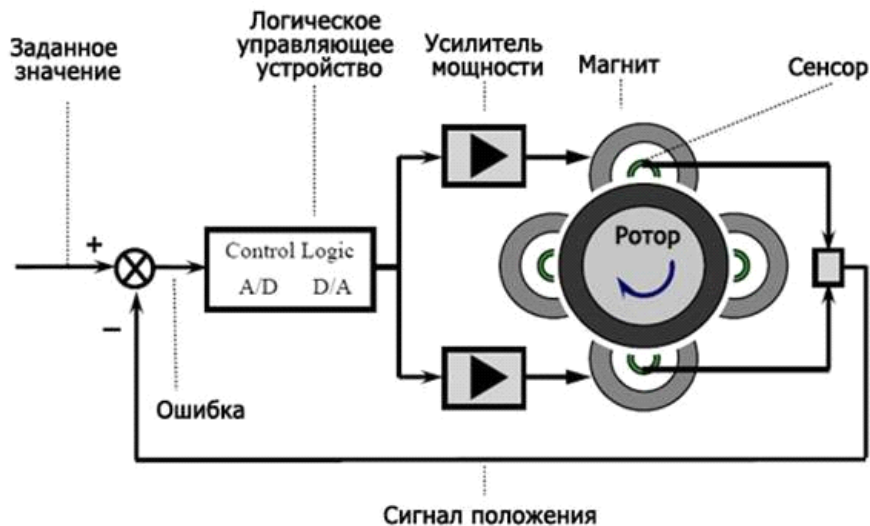 Заданное
значение
Логическое
управляющее
устройство
Усилитель
мощности
Магнит
Сенсор
+
−
Control Logic
A/D D/A
Ротор
Ошибка
Сигнал положения